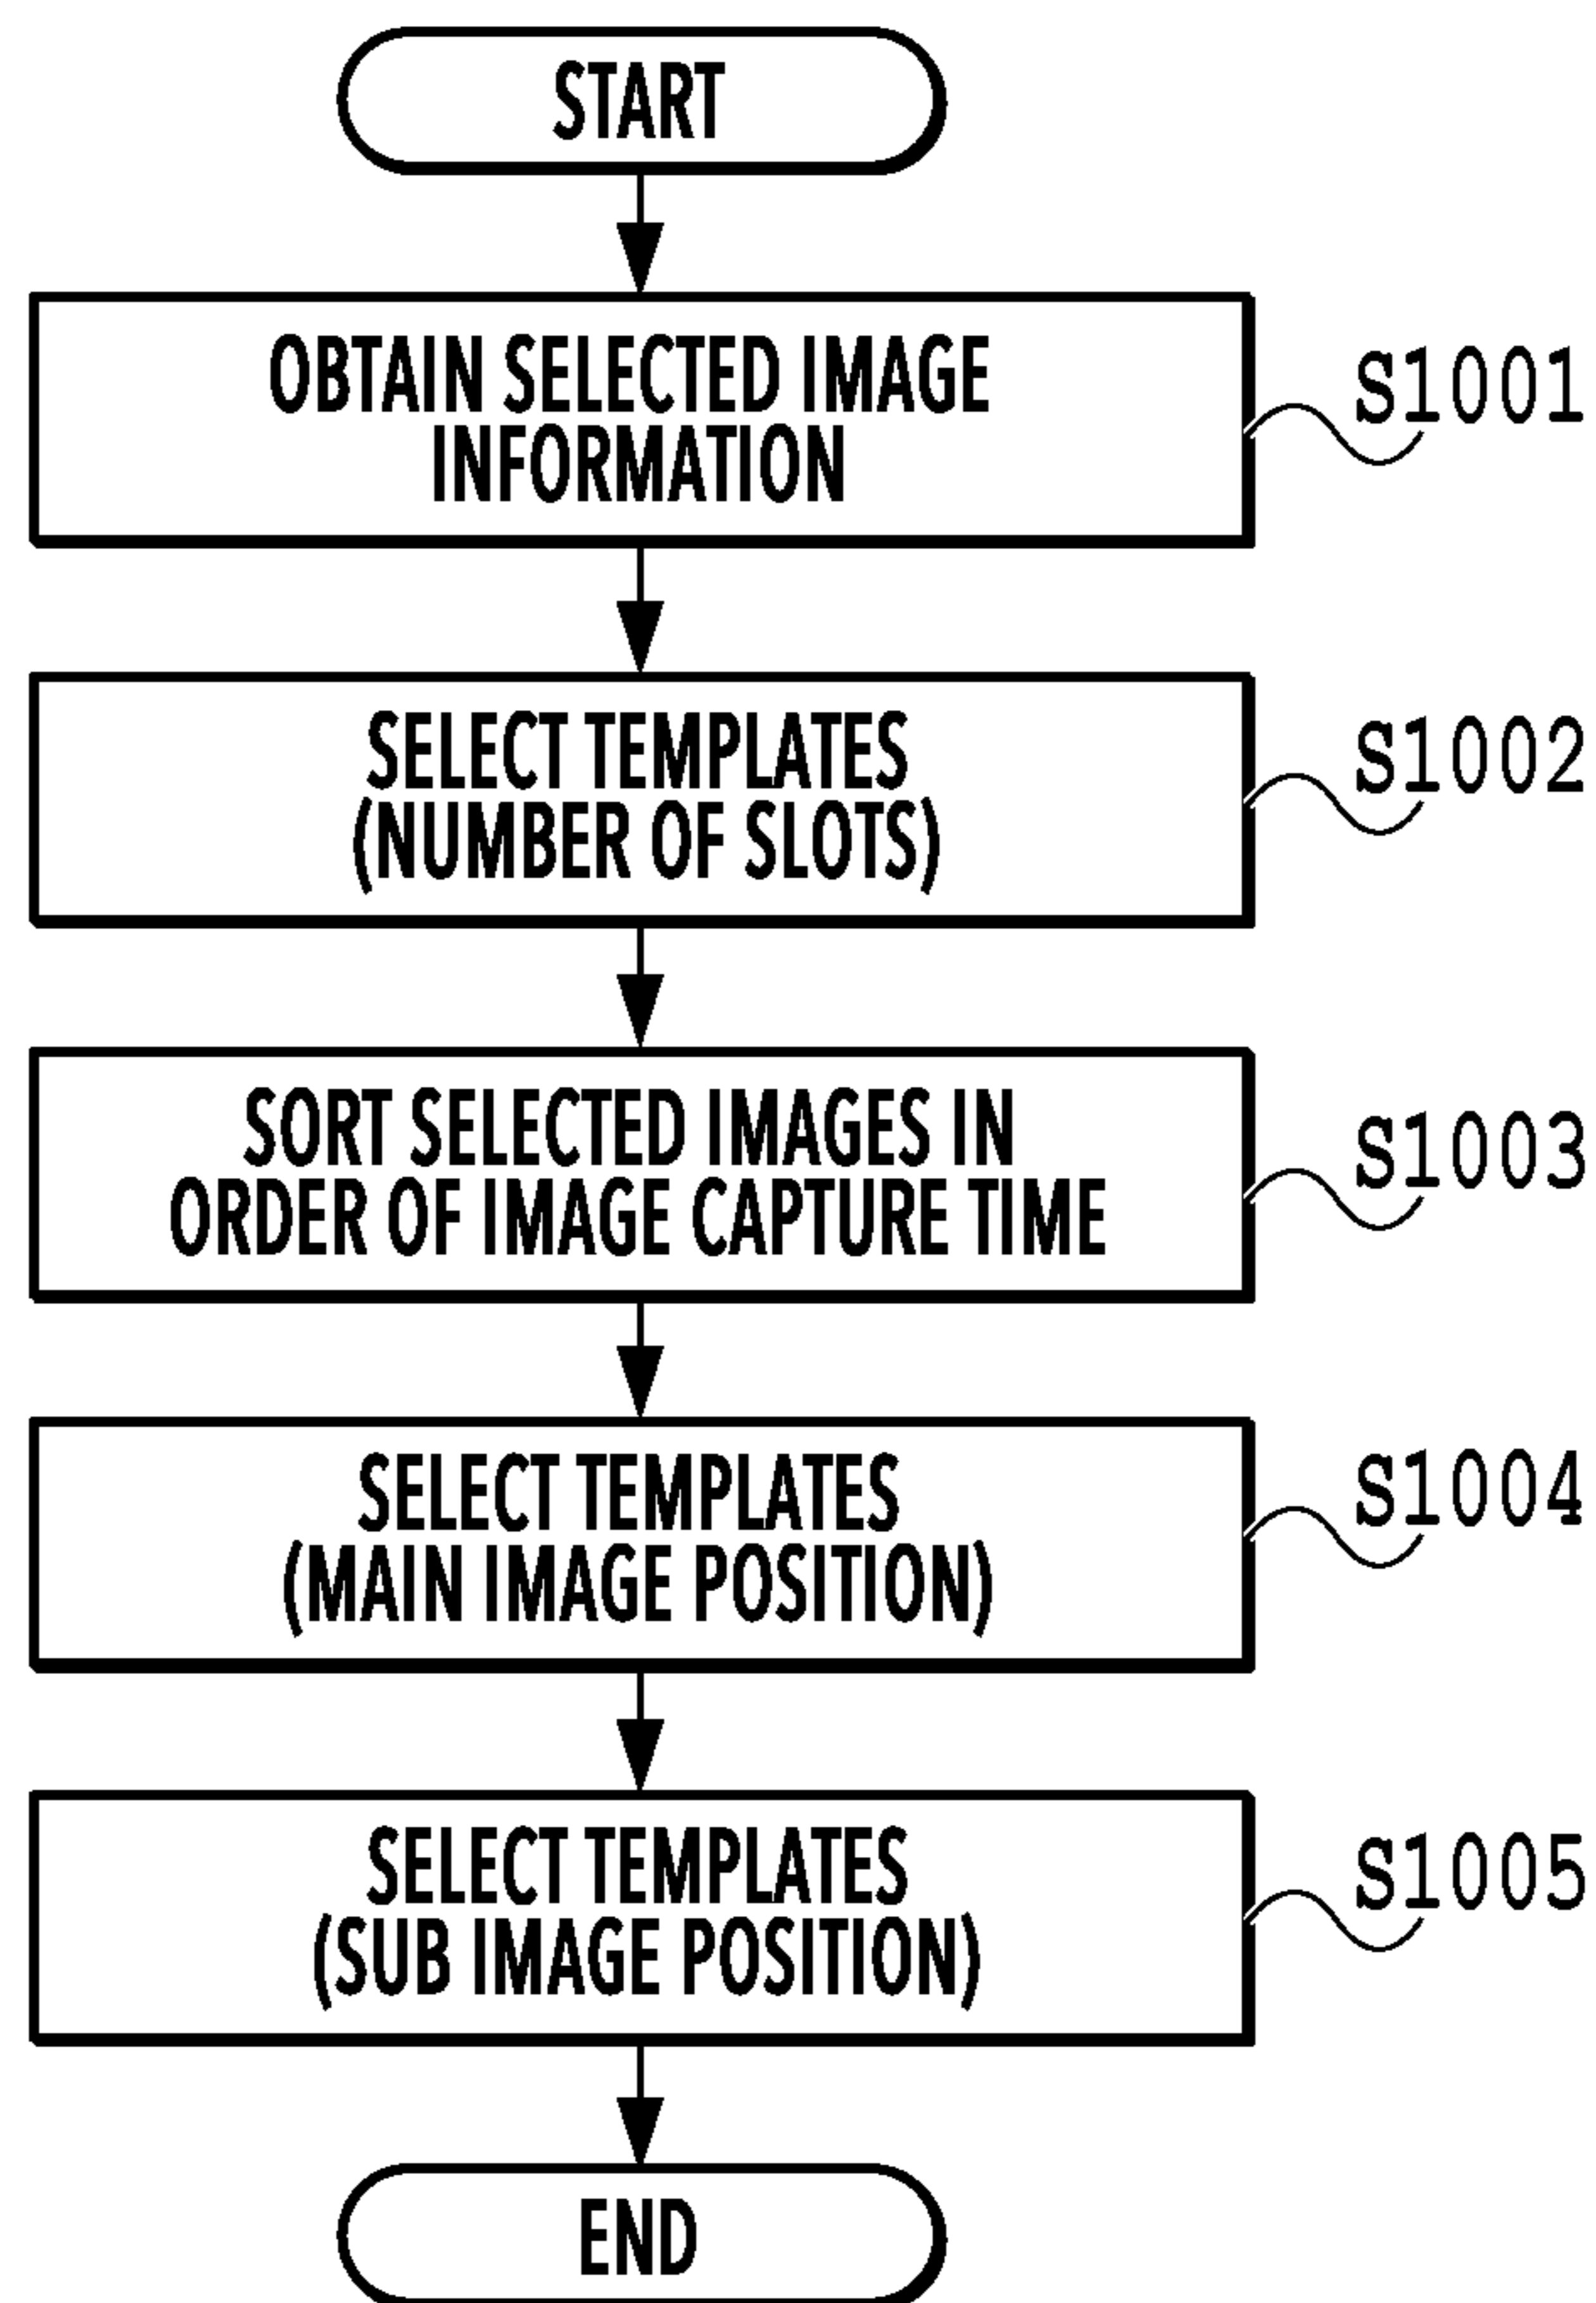 START
OBTAIN SELECTED IMAGE
INFORMATION
S1001
SELECT TEMPLATES
(NUMBER OF SLOTS)
S1002
SORT SELECTED IMAGES IN
ORDER OF IMAGE CAPTURE TIME
S1003
SELECT TEMPLATES
(MAIN IMAGE POSITION)
S1004
SELECT TEMPLATES
(SUB IMAGE POSITION)
S1005
END